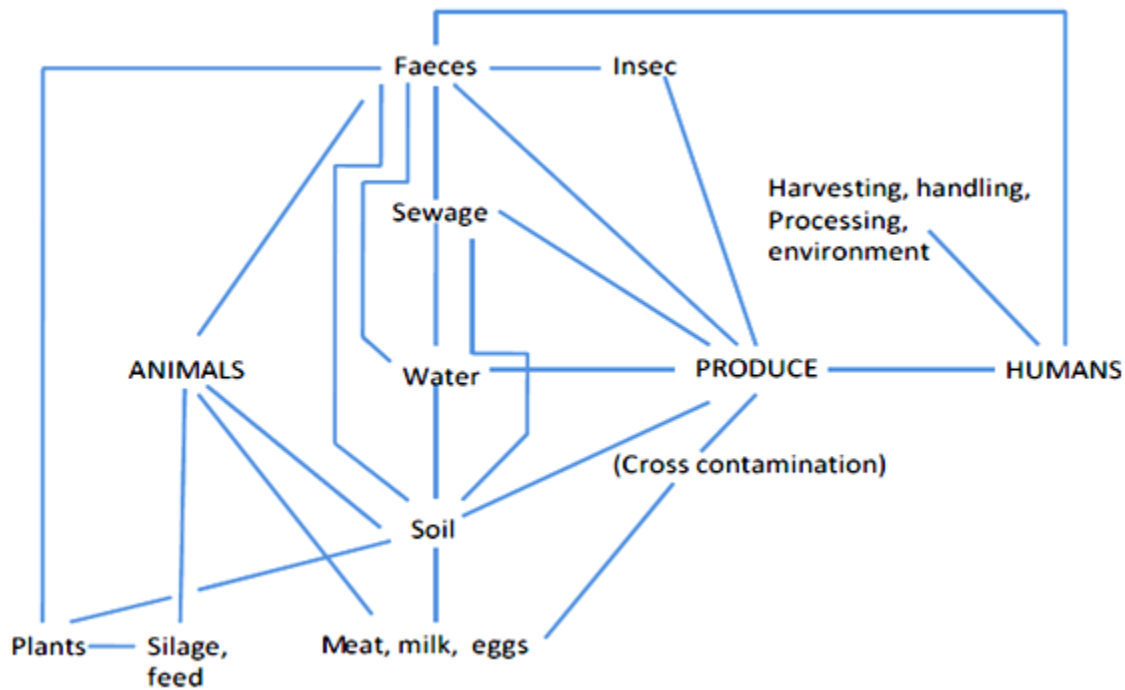 Faeces
Insec
Harvesting, handling,
Processing,
environment
Sewage
ANIMALS
Water
PRODUCE
HUMANS
(Cross contamination)
Soil
Plants
Silage,
feed
Meat, milk, eggs